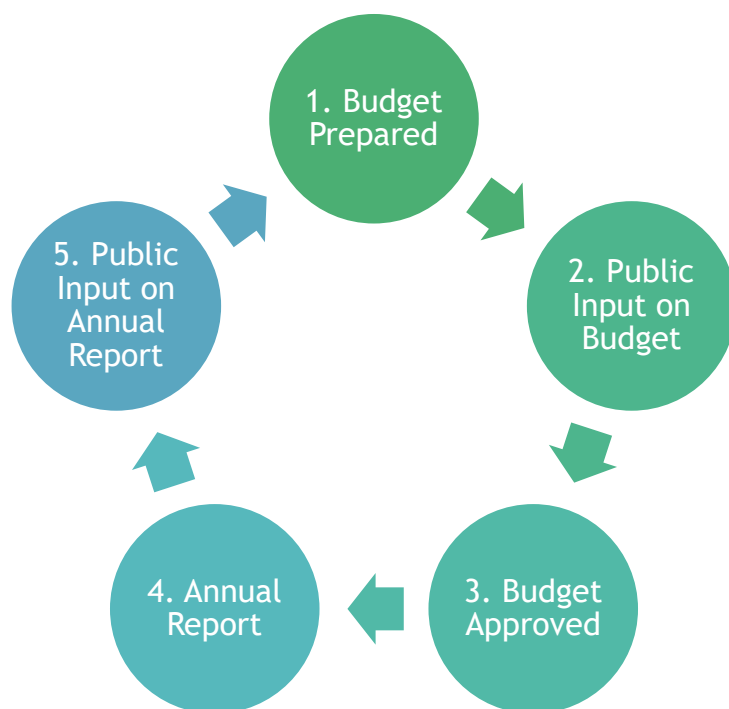 1. Budget
Prepared
2. Public
Input on
Budget
3. Budget
Approved
4. Annual
Report
5. Public
Input on
Annual
Report